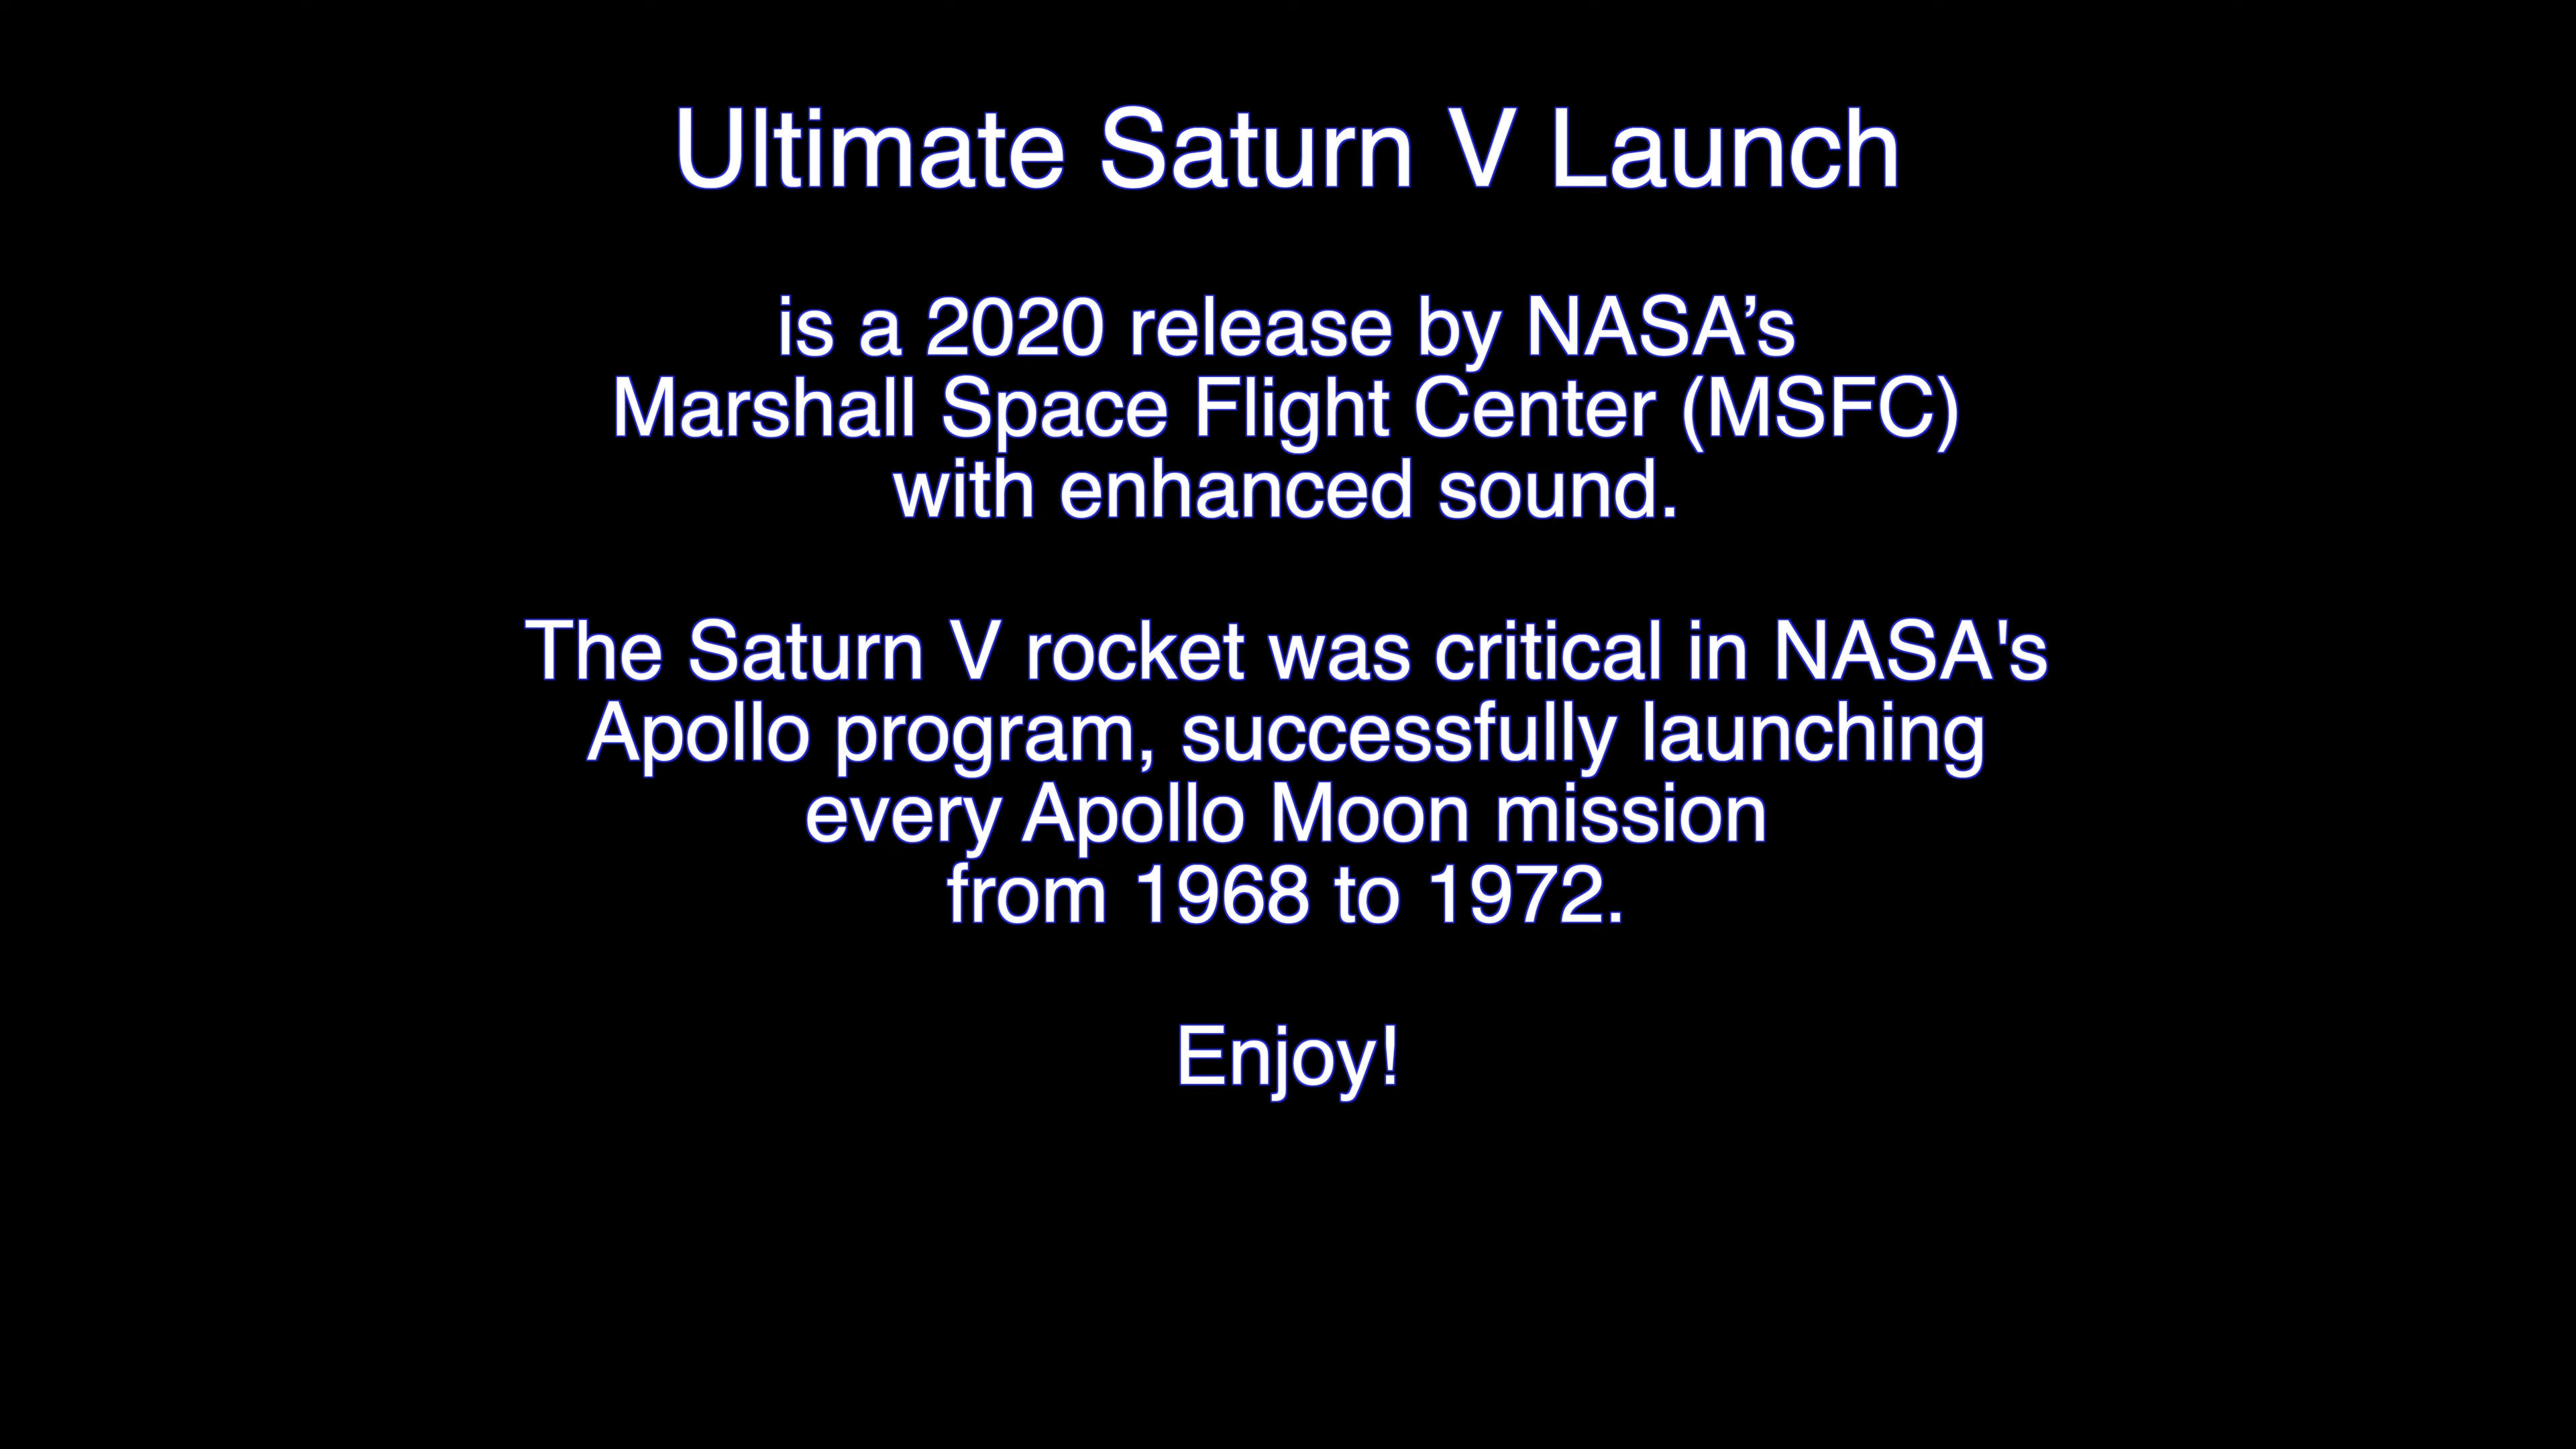 Ultimate Saturn V Launch
is a 2020 release by NASA’s
Marshall Space Flight Center (MSFC)
with enhanced sound.
The Saturn V rocket was critical in NASA's
Apollo program, successfully launching
every Apollo Moon mission
from 1968 to 1972.
Enjoy!